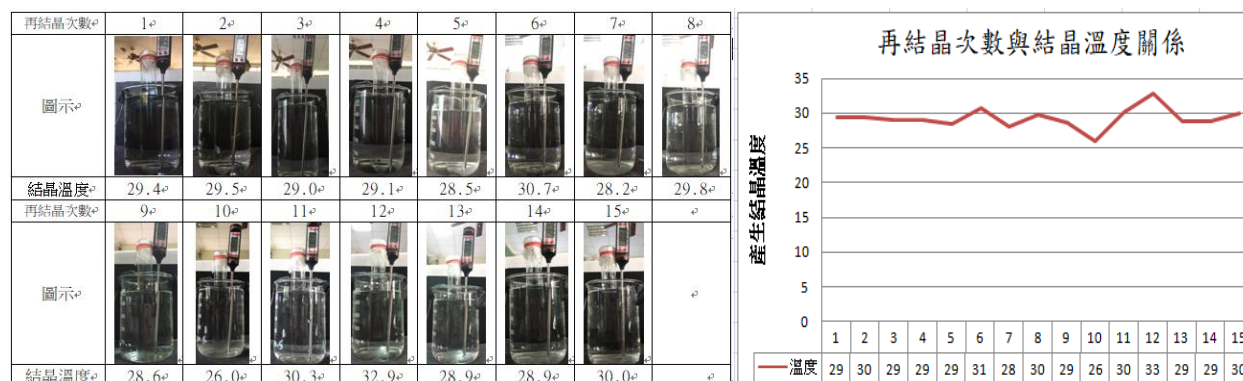 再結晶次數 1 2 3 4 5 6 7 8
圖示
結晶溫度 29.4 29.5 29.0 29.1 28.5 30.7 28.2 29.8
再結晶次數 9 10 11 12 13 14 15
圖示
結晶溫度 28.6 26.0 30.3 32.9 28.9 28.9 30.0
再結晶次數與結晶溫度關係
產生結晶溫度
35
30
25
20
15
10
5
0
1 2 3 4 5 6 7 8 9 10 11 12 13 14 15
溫度 29 30 29 29 29 31 28 30 29 26 30 33 29 29 30